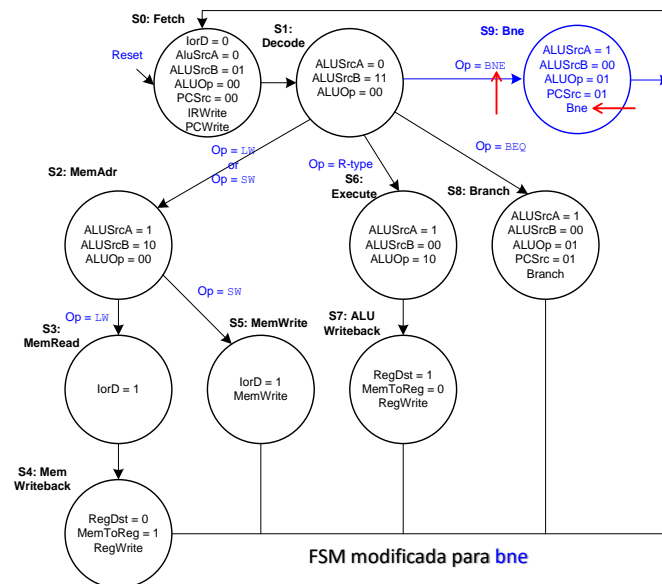 S0: Fetch
IorD = 0
AluSrcA = 0
ALUSrcB = 01
ALUOp = 00
PCSrc = 00
IRWrite
PCWrite
Reset
S1:
Decode
ALUSrcA = 0
ALUSrcB = 11
ALUOp = 00
Op = BNE
S9: Bne
ALUSrcA = 1
ALUSrcB = 00
ALUOp = 01
PCSrc = 01
Bne
Op = LW
or
Op = SW
Op = R-type
Op = BEQ
S2: MemAdr
ALUSrcA = 1
ALUSrcB = 10
ALUOp = 00
S6:
Execute
ALUSrcA = 1
ALUSrcB = 00
ALUOp = 10
S8: Branch
ALUSrcA = 1
ALUSrcB = 00
ALUOp = 01
PCSrc = 01
Branch
Op = LW
Op = SW
S3:
MemRead
IorD = 1
S5: MemWrite
IorD = 1
MemWrite
S7: ALU
Writeback
RegDst = 1
MemToReg = 0
RegWrite
S4: Mem
Writeback
RegDst = 0
MemToReg = 1
RegWrite
FSM modificada para bne